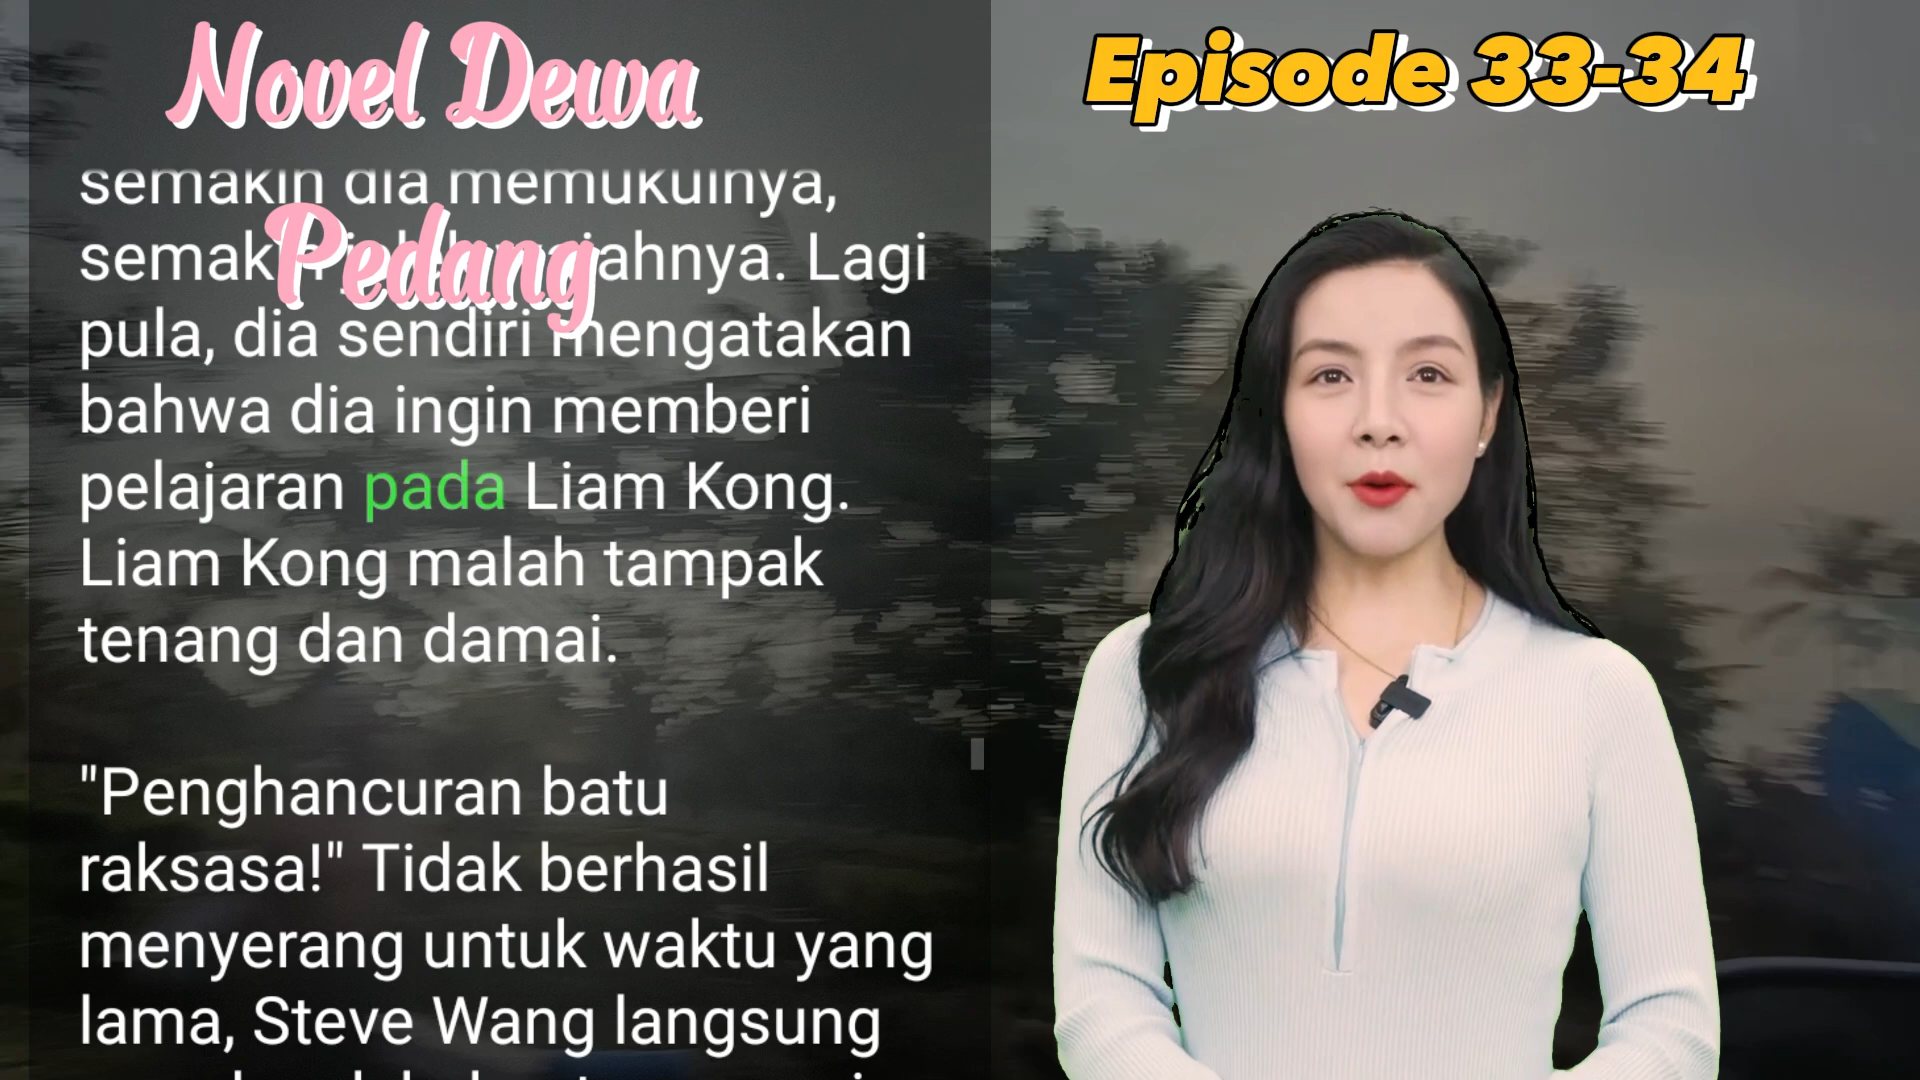 Novel Dewa
Pedang
Episode 33-34
semakin dia memukulnya,
wajahnya. Lagi
pula, dia sendiri mengatakan
bahwa dia ingin memberi
pelajaran pada Liam Kong.
Liam Kong malah tampak
tenang dan damai.
"Penghancuran batu
raksasa!" Tidak berhasil
menyerang untuk waktu yang
lama, Steve Wang langsung